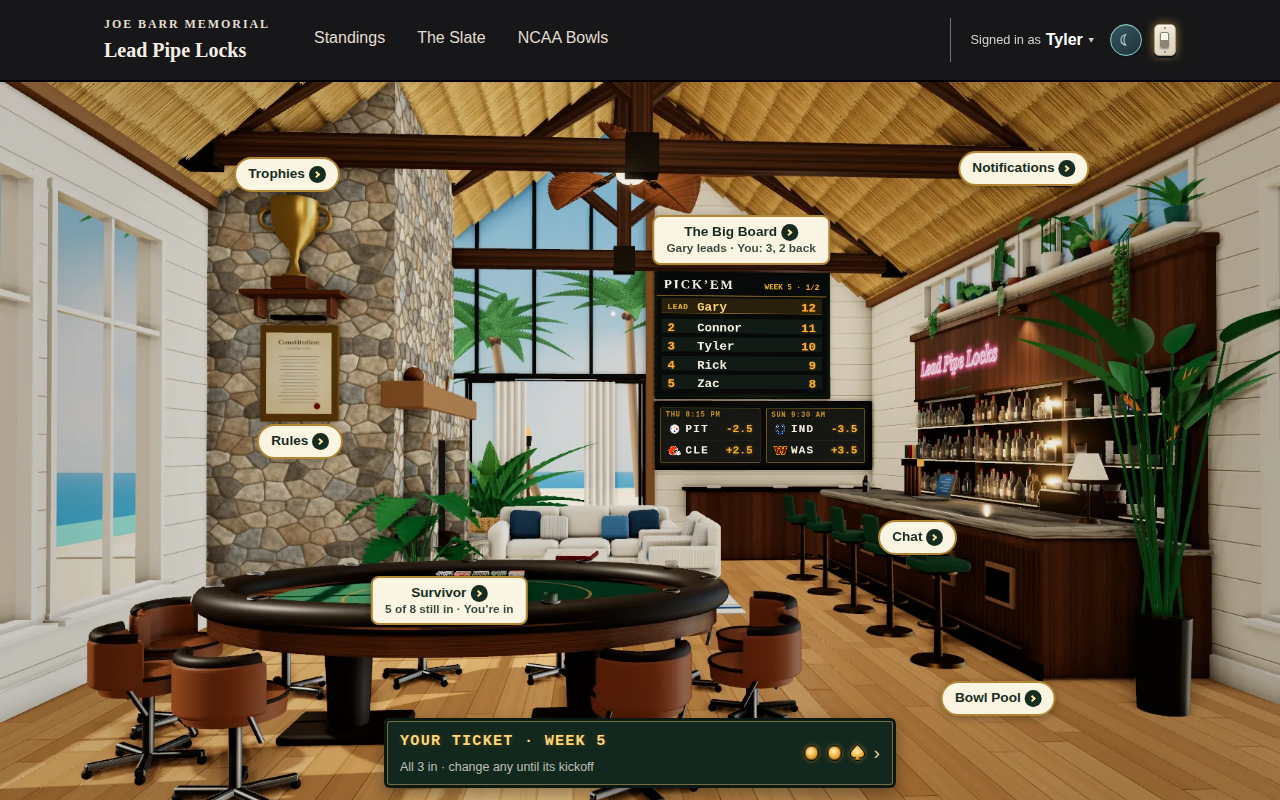 JOE BARR MEMORIAL
Lead Pipe Locks
Standings
The Slate
NCAA Bowls
Signed in as Tyler
Trophies
Notifications
The Big Board
Gary leads · You: 3, 2 back
PICK’EM
WEEK 5 · 1/2
LEAD Gary 12
2 Connor 11
3 Tyler 10
4 Rick 9
5 Zac 8
THU 8:15 PM
PIT -2.5
CLE +2.5
SUN 9:30 AM
IND -3.5
WAS +3.5
Constitution
Rules
Lead Pipe Locks
Chat
Survivor
5 of 8 still in · You're in
Bowl Pool
YOUR TICKET · WEEK 5
All 3 in · change any until its kickoff